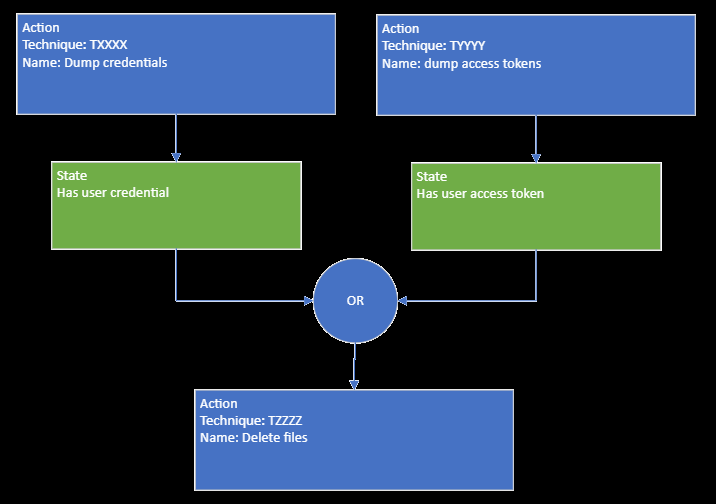 Action
Technique: TXXXX
Name: Dump credentials
Action
Technique: TYYYY
Name: dump access tokens
State
Has user credential
State
Has user access token
OR
Action
Technique: TZZZZ
Name: Delete files